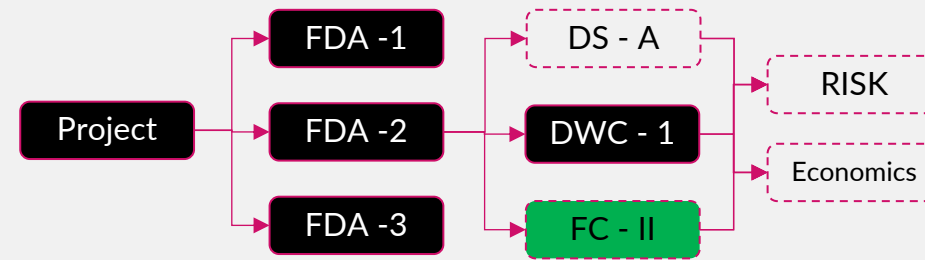 Project
FDA -1
FDA -2
FDA -3
DS - A
DWC - 1
FC - II
RISK
Economics